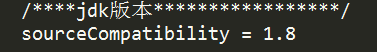 /****jdk版本*****************/
sourceCompatibility = 1.8